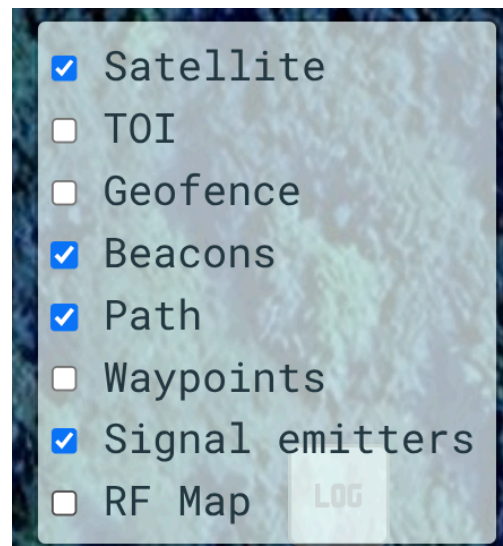 Satellite
TOI
Geofence
Beacons
Path
Waypoints
Signal emitters
RF Map
LOG